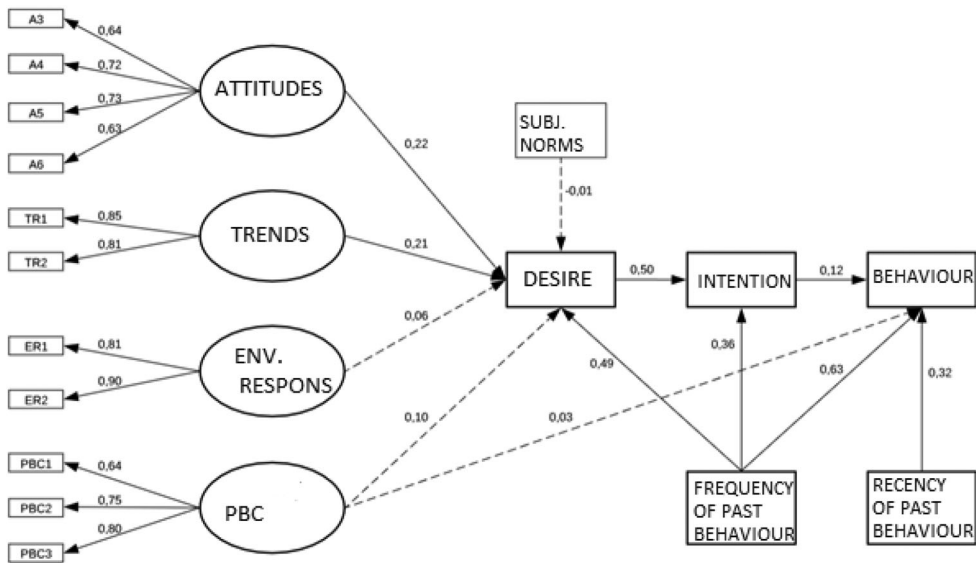 A3
0,64
A4
0,72
A5
0,73
A6
0,63
ATTITUDES
0,22
SUBJ.
NORMS
-0,01
TR1
0,85
TR2
0,81
TRENDS
0,21
DESIRE
0,50
INTENTION
0,12
BEHAVIOUR
ER1
0,81
ER2
0,90
ENV.
RESPONS
0,06
0,10
0,03
0,49
0,36
0,63
0,32
PBC1
0,64
PBC2
0,75
PBC3
0,80
PBC
FREQUENCY
OF PAST
BEHAVIOUR
RECENCY
OF PAST
BEHAVIOUR